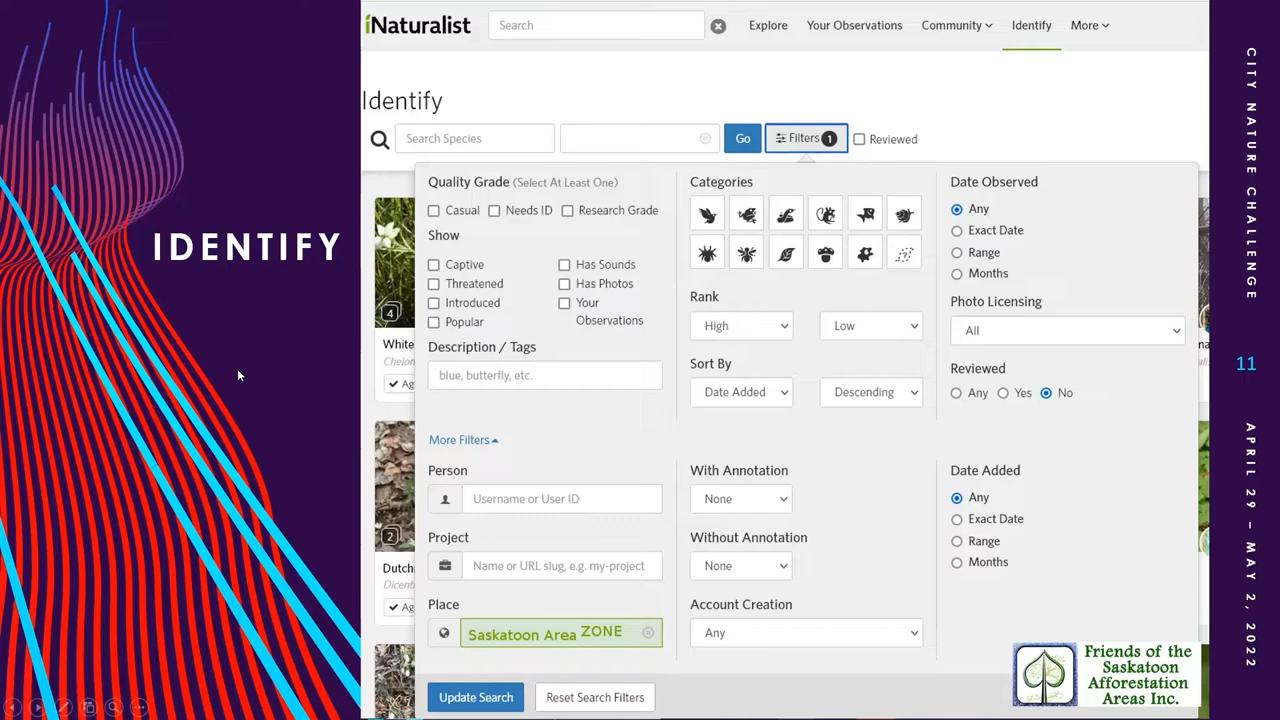 IDENTIFY
iNaturalist
Search
Explore
Your Observations
Community
Identify
More
Identify
Search Species
Go
Filters 1
Reviewed
Quality Grade (Select At Least One)
Casual
Needs ID
Research Grade
Show
Captive
Has Sounds
Threatened
Has Photos
Introduced
Your
Observations
Popular
Description / Tags
blue, butterfly, etc.
Categories
Rank
High
Low
Sort By
Date Added
Descending
Date Observed
Any
Exact Date
Range
Months
Photo Licensing
All
Reviewed
Any
Yes
No
More Filters
Person
Username or User ID
Project
Name or URL slug, e.g. my-project
Place
Saskatoon Area ZONE
With Annotation
None
Without Annotation
None
Account Creation
Any
Date Added
Any
Exact Date
Range
Months
Update Search
Reset Search Filters
4
White
Chelon
Ag
2
Dutch
Dicent
Ag
Friends of the
Saskatoon
Afforestation
Areas Inc.
CITY NATURE CHALLENGE
11
APRIL 29 – MAY 2, 2022